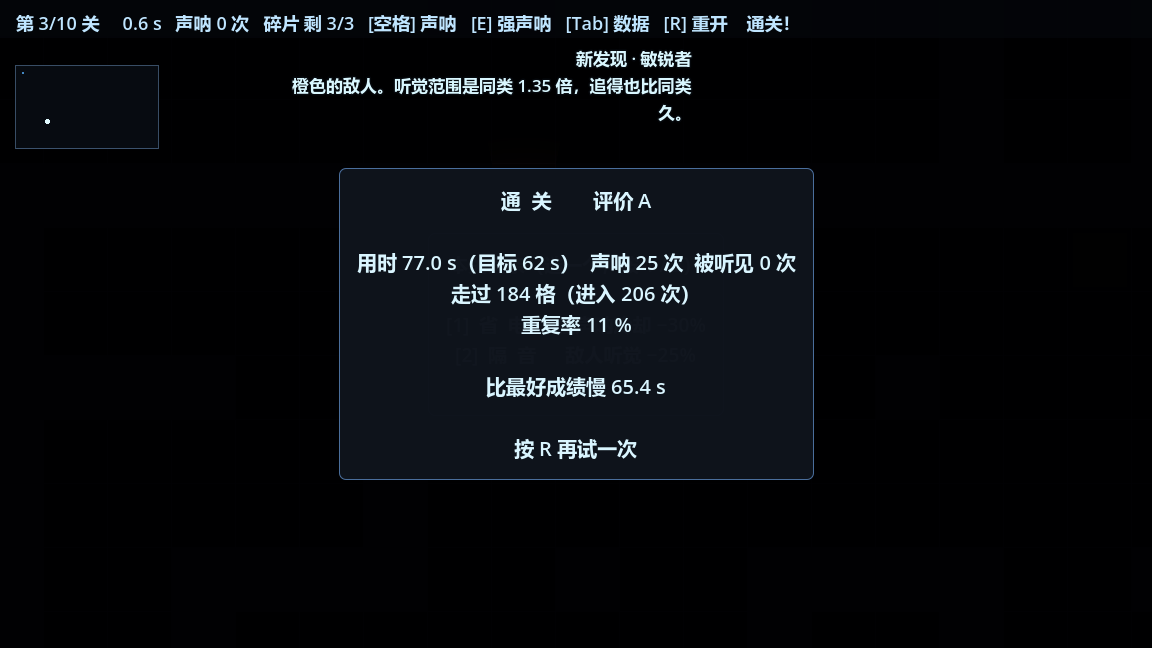 第 3/10 关 0.6 s 声呐 0 次 碎片 剩 3/3 [空格] 声呐 [E] 强声呐 [Tab] 数据 [R] 重开 通关！
新发现 · 敏锐者
橙色的敌人。听觉范围是同类 1.35 倍，追得也比同类
久。
通 关 评价 A
用时 77.0 s（目标 62 s） 声呐 25 次 被听见 0 次
走过 184 格（进入 206 次）
重复率 11 %
比最好成绩慢 65.4 s
按 R 再试一次